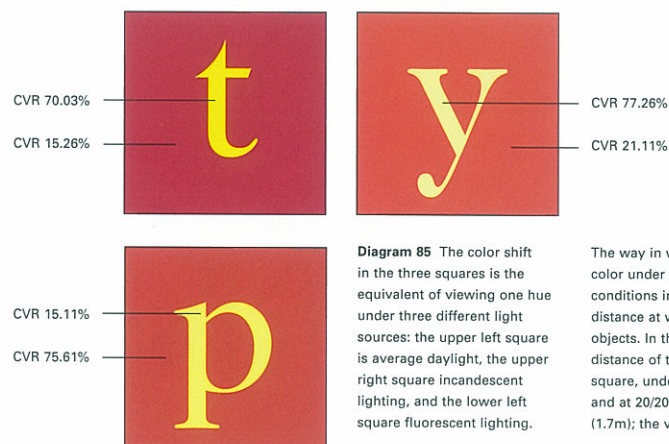 t
y
CVR 70.03%
CVR 15.26%
CVR 77.26%
CVR 21.11%
p
CVR 15.11%
CVR 75.61%
Diagram 85 The color shift
in the three squares is the
equivalent of viewing one hue
under three different light
sources: the upper left square
is average daylight, the upper
right square incandescent
lighting, and the lower left
square fluorescent lighting.
The way in
color under
conditions in
distance at
objects. In
distance of
square,
and at 20/20
(1.7m); the